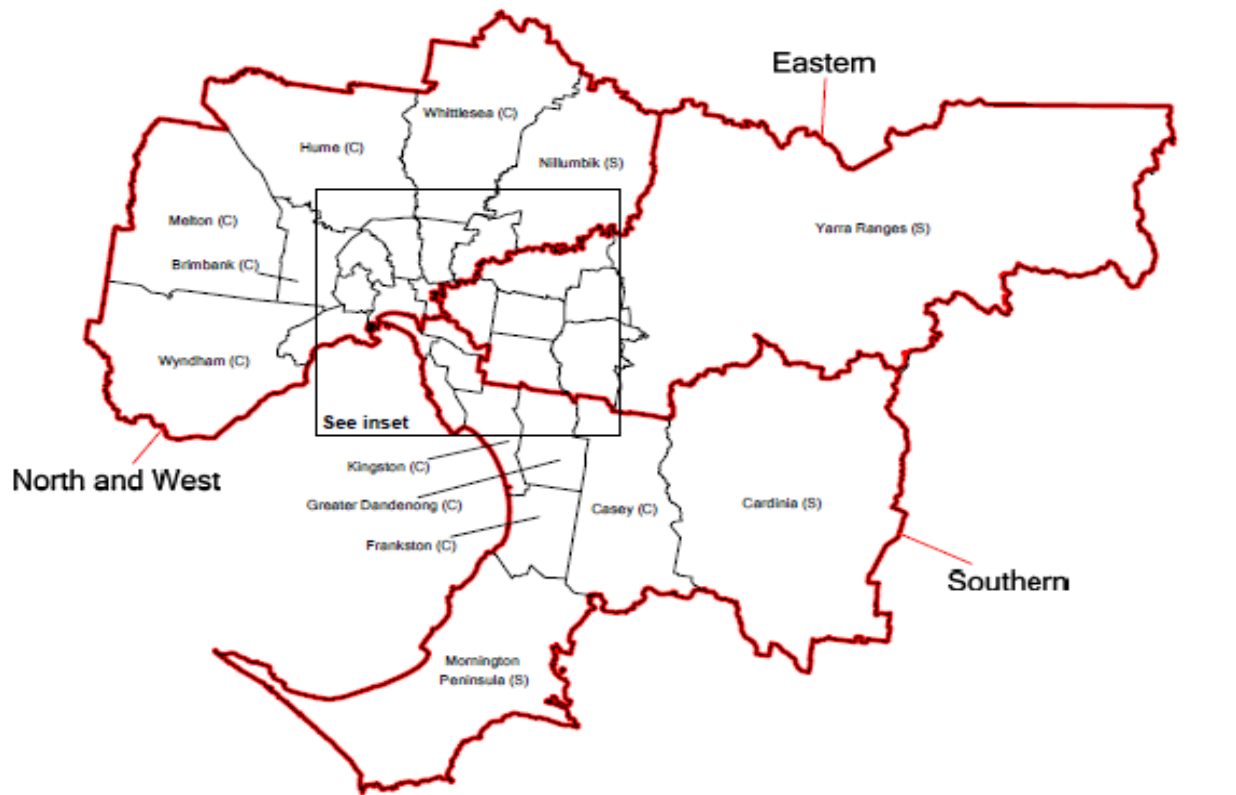 Eastern
Whittlesea (C)
Hume (C)
Nillumbik (S)
Melton (C)
Yarra Ranges (S)
Brimbank (C)
Wyndham (C)
See inset
North and West
Kingston (C)
Greater Dandenong (C)
Casey (C)
Cardinia (S)
Frankston (C)
Southern
Mornington
Peninsula (S)